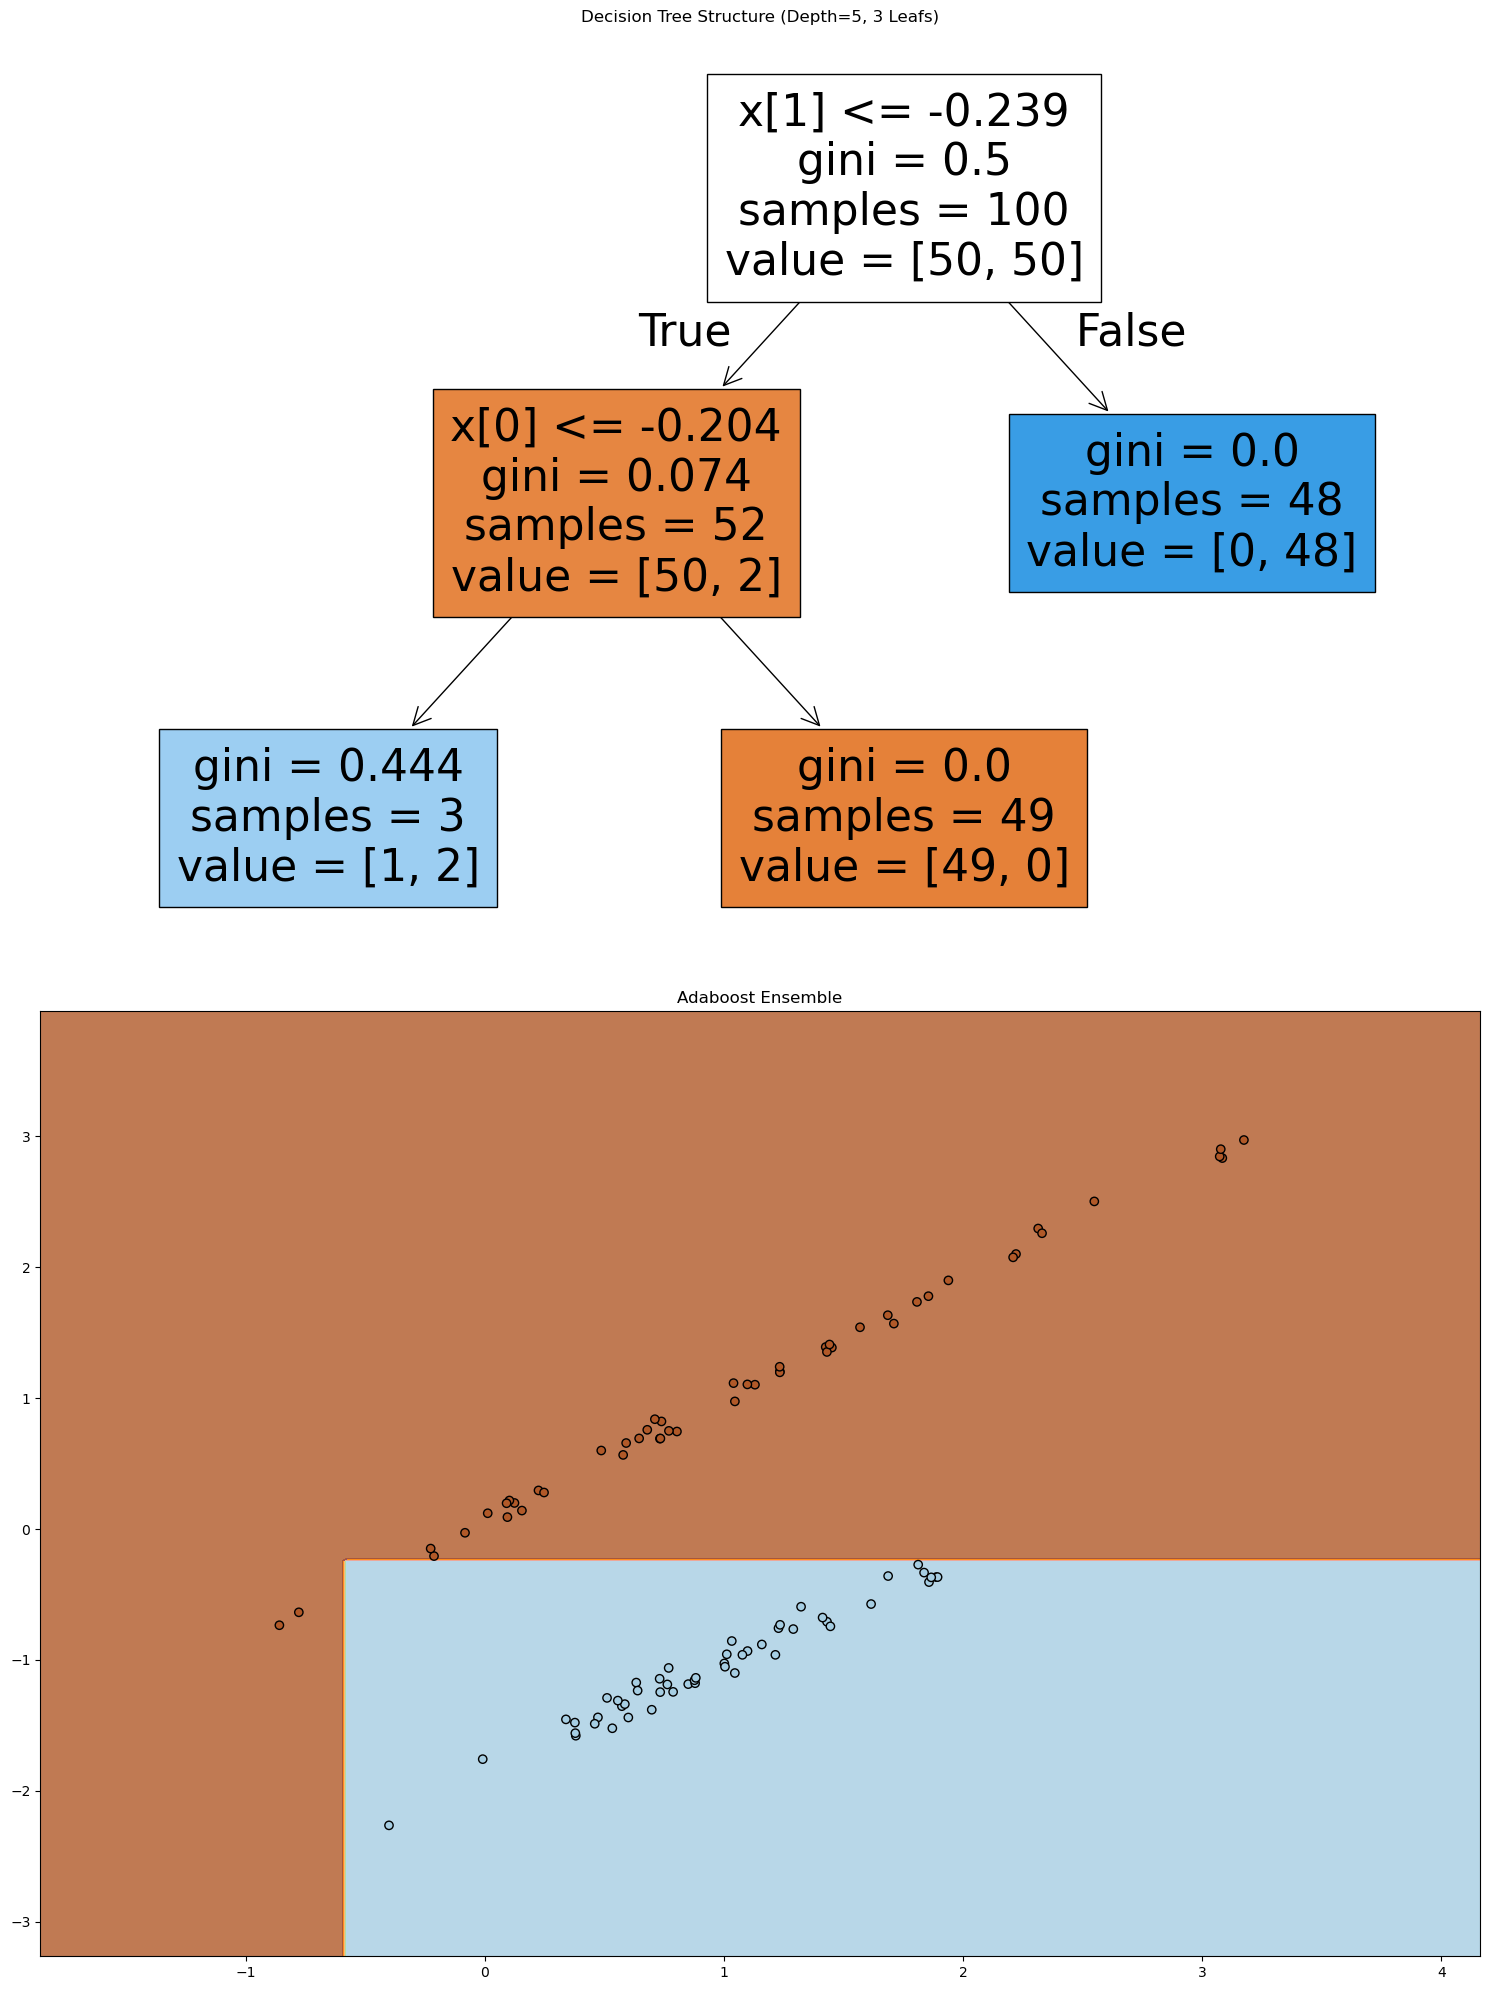 Decision Tree Structure (Depth=5, 3 Leafs)
x[1] <= -0.239
gini = 0.5
samples = 100
value = [50, 50]
True
False
x[0] <= -0.204
gini = 0.074
samples = 52
value = [50, 2]
gini = 0.0
samples = 48
value = [0, 48]
gini = 0.444
samples = 3
value = [1, 2]
gini = 0.0
samples = 49
value = [49, 0]
Adaboost Ensemble
3
2
1
0
−1
−2
−3
−1
0
1
2
3
4